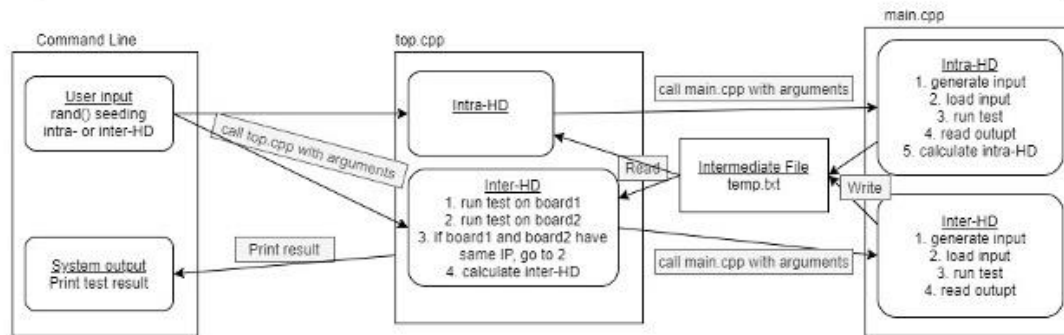 Command Line
User input
rand() seeding
intra- or inter-HD
System output
Print test result
call top.cpp with arguments
Print result
top.cpp
Intra-HD
Inter-HD
1. run test on board1
2. run test on board2
3. if board1 and board2 have
same IP, go to 2
4. calculate inter-HD
call main.cpp with arguments
Read
Intermediate File
temp.txt
Write
call main.cpp with arguments
main.cpp
Intra-HD
1. generate input
2. load input
3. run test
4. read outupt
5. calculate intra-HD
Inter-HD
1. generate input
2. load input
3. run test
4. read outupt